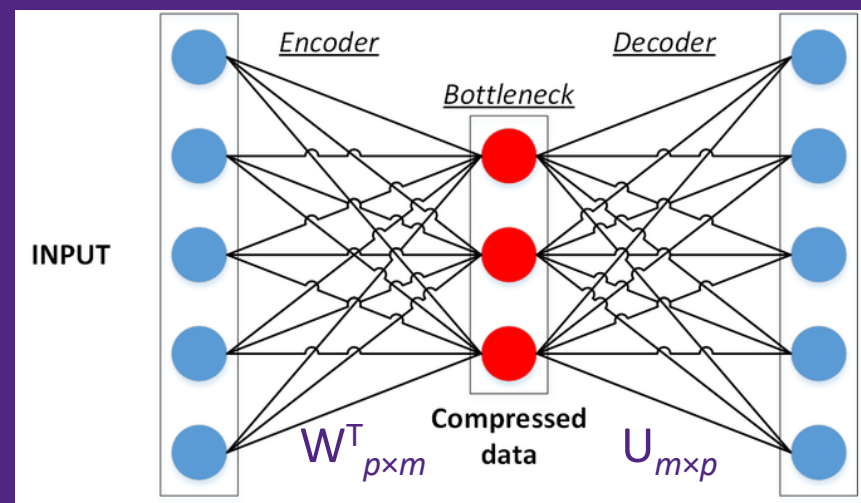 Encoder
Decoder
Bottleneck
INPUT
Compressed
data
Wᵀp×m
Um×p